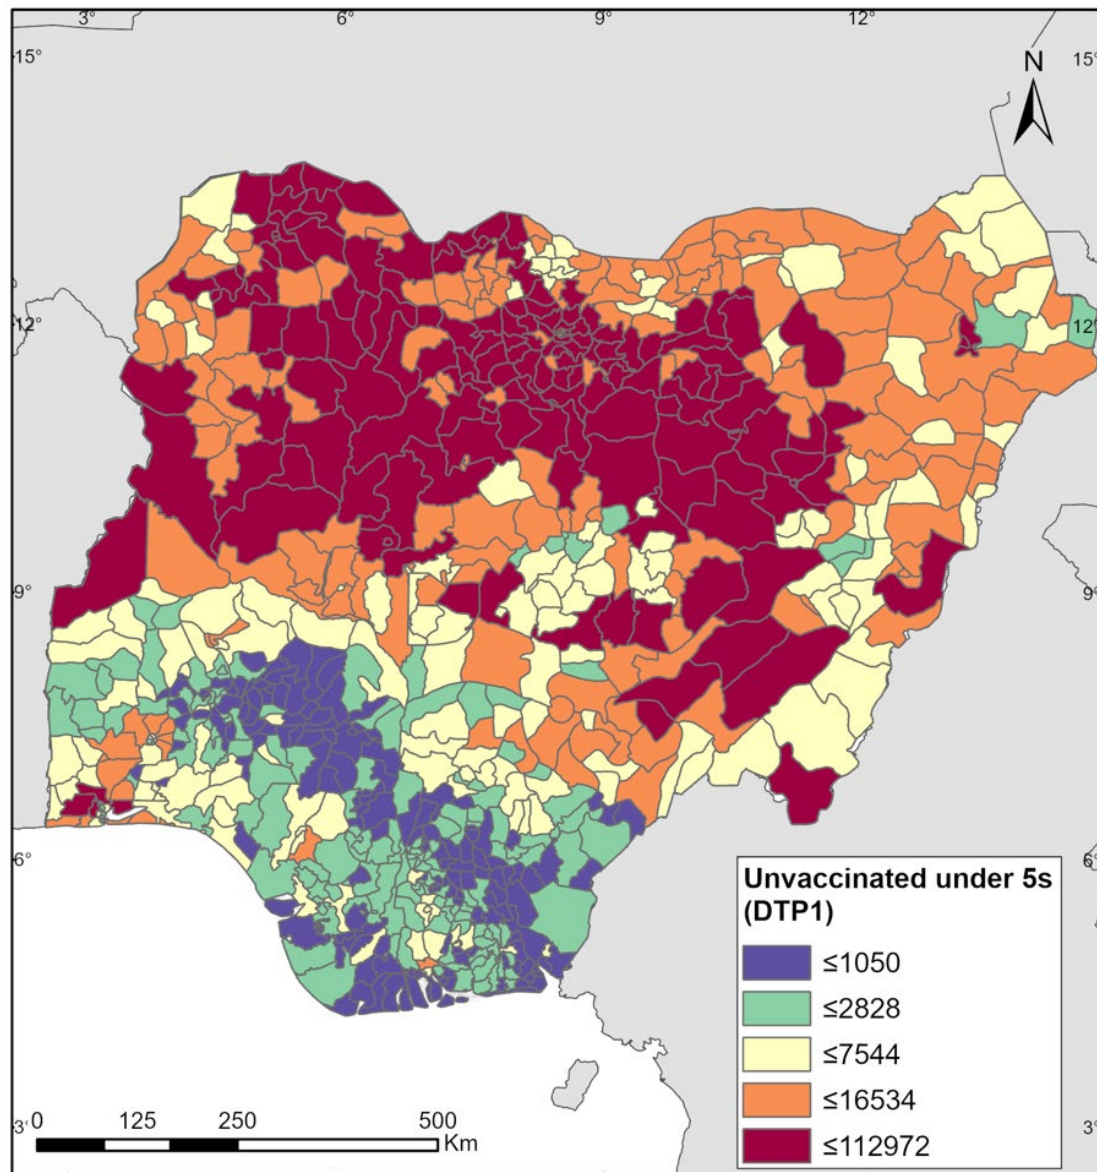 3° 6° 9° 12°
15° 15°
N
12° 12°
9° 9°
6° 6°
Unvaccinated under 5s
(DTP1)
≤1050
≤2828
≤7544
≤16534
≤112972
3° 3°
0 125 250 500
Km